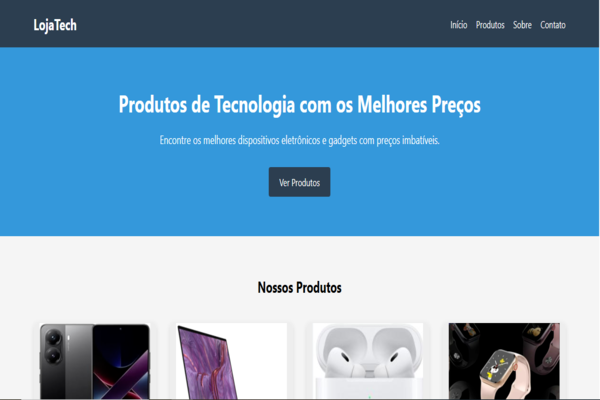 LojaTech
Início Produtos Sobre Contato
Produtos de Tecnologia com os Melhores Preços
Encontre os melhores dispositivos eletrônicos e gadgets com preços imbatíveis.
Ver Produtos
Nossos Produtos